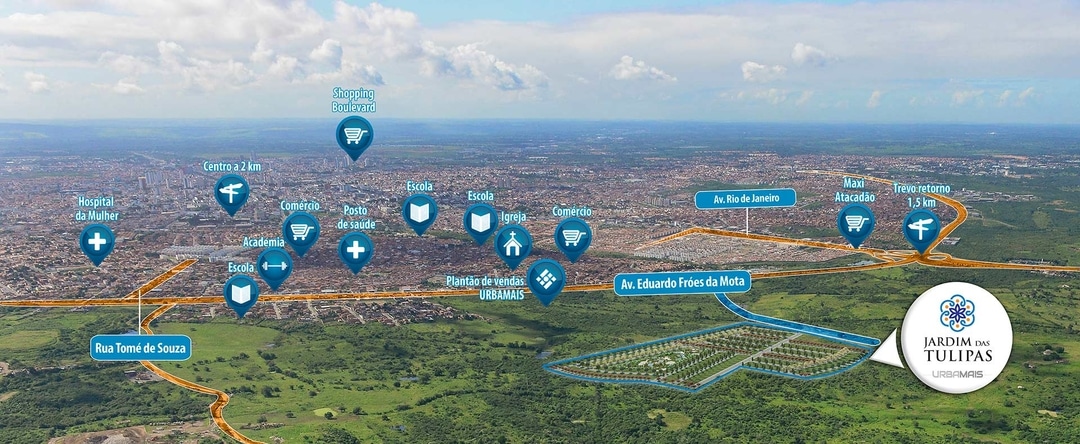 Shopping
Boulevard
Centro a 2 km
Hospital
da Mulher
Comércio
Academia
Escola
Posto
de saúde
Escola
Escola
Igreja
Comércio
Plantão de vendas
URBAMAIS
Av. Rio de Janeiro
Maxi
Atacadão
Trevo retorno
1,5 km
Av. Eduardo Fróes da Mota
Rua Tomé de Souza
JARDIM DAS
TULIPAS
URBAMAIS